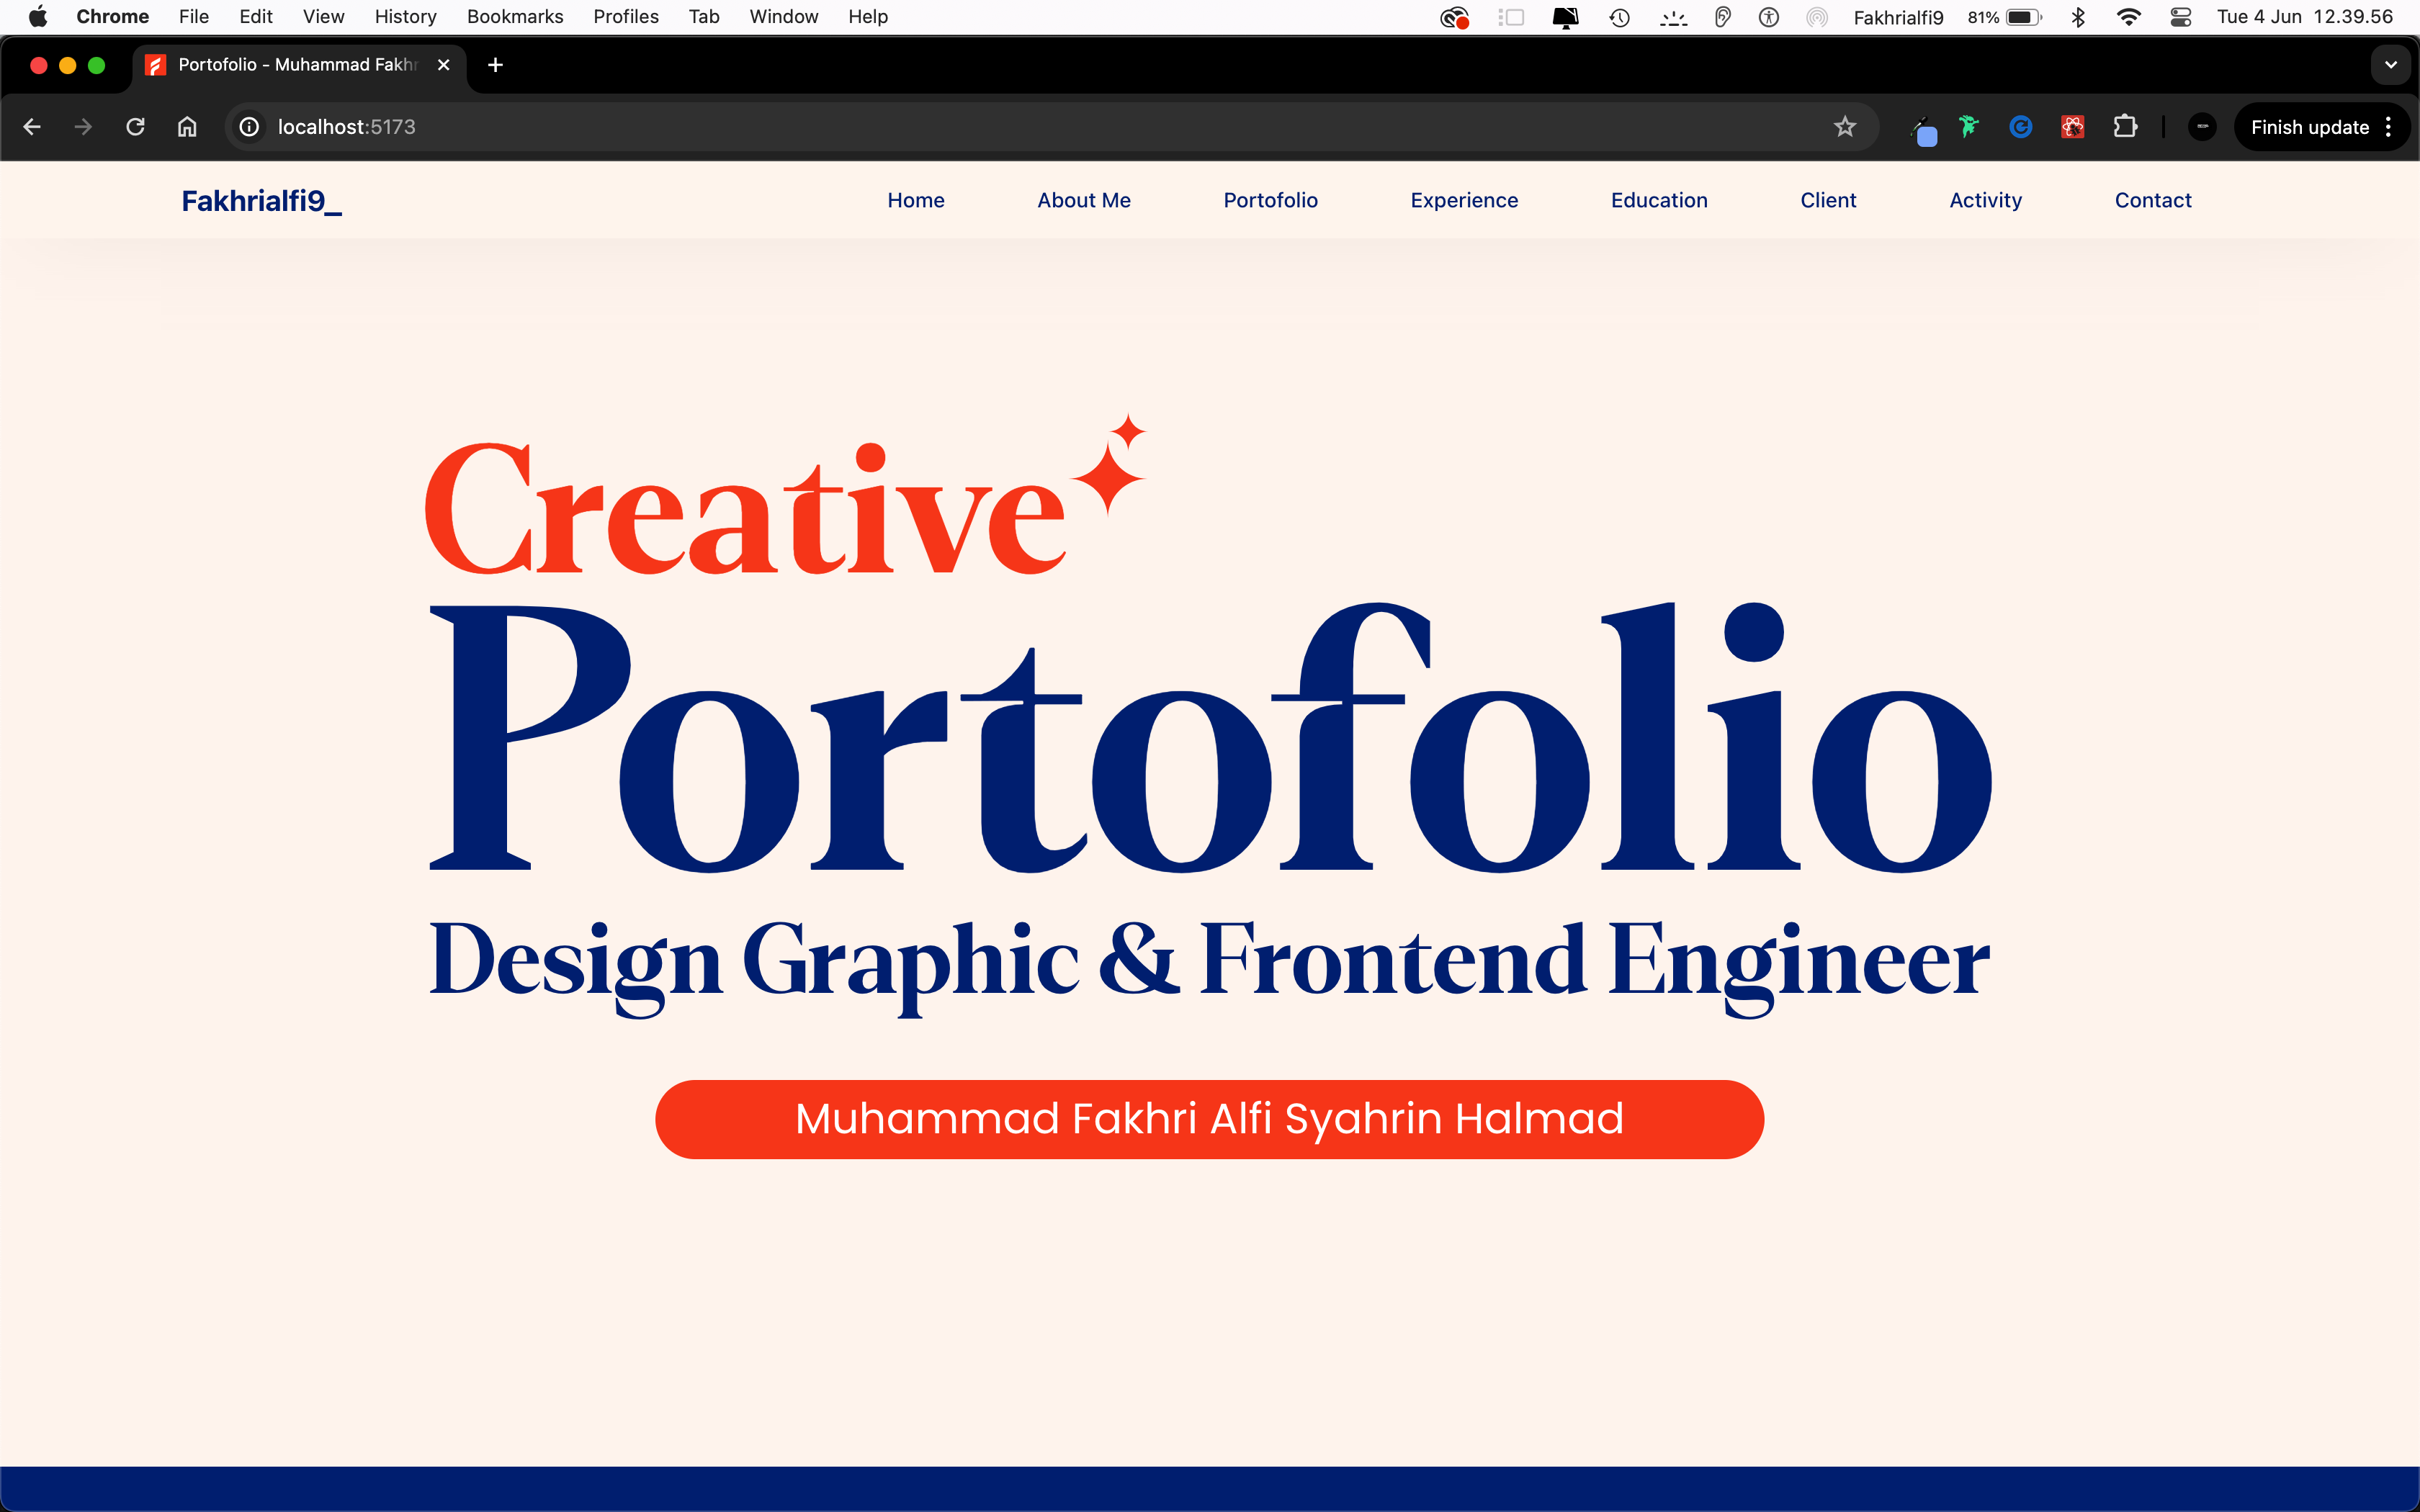 Chrome File Edit View History Bookmarks Profiles Tab Window Help Fakhrialfi9 81% Tue 4 Jun 12.39.56
Portofolio - Muhammad Fakhr
localhost:5173 Finish update
Fakhrialfi9_ Home About Me Portofolio Experience Education Client Activity Contact
Creative
Portofolio
Design Graphic & Frontend Engineer
Muhammad Fakhri Alfi Syahrin Halmad